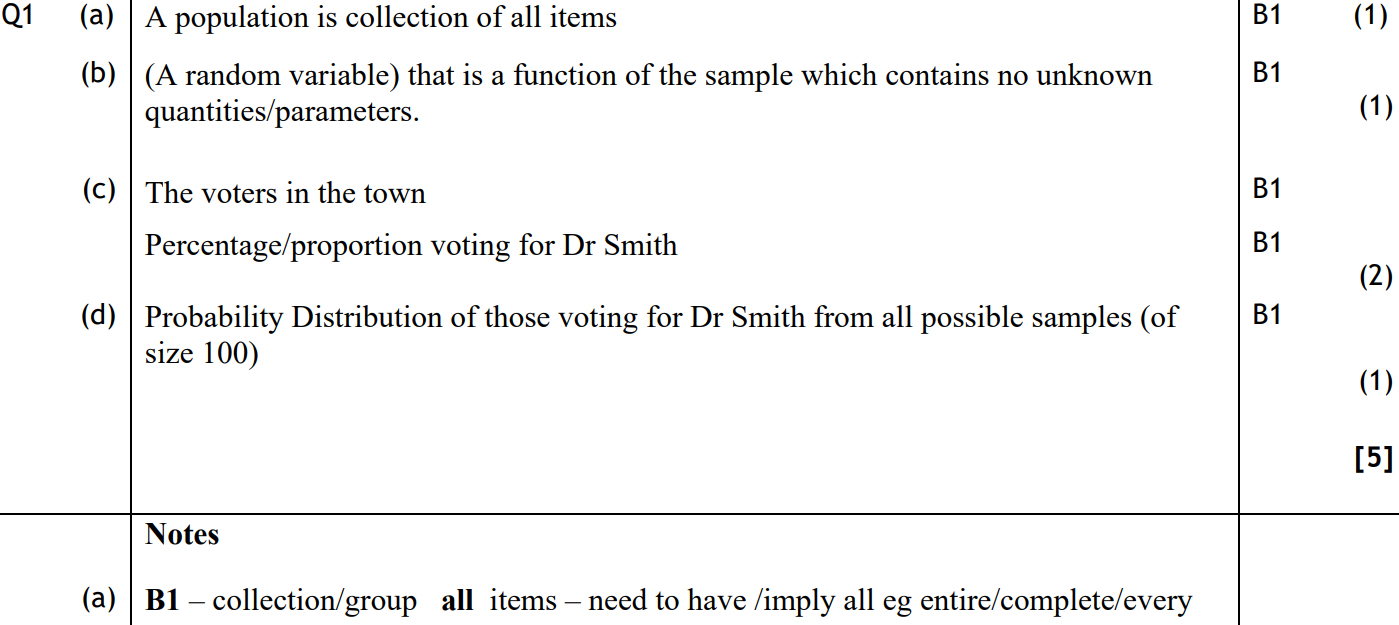 Q1 (a) A population is collection of all items B1 (1)
(b) (A random variable) that is a function of the sample which contains no unknown B1
quantities/parameters. (1)
(c) The voters in the town B1
Percentage/proportion voting for Dr Smith B1
(2)
(d) Probability Distribution of those voting for Dr Smith from all possible samples (of B1
size 100)
(1)
[5]
Notes
(a) B1 – collection/group all items – need to have /imply all eg entire/complete/every